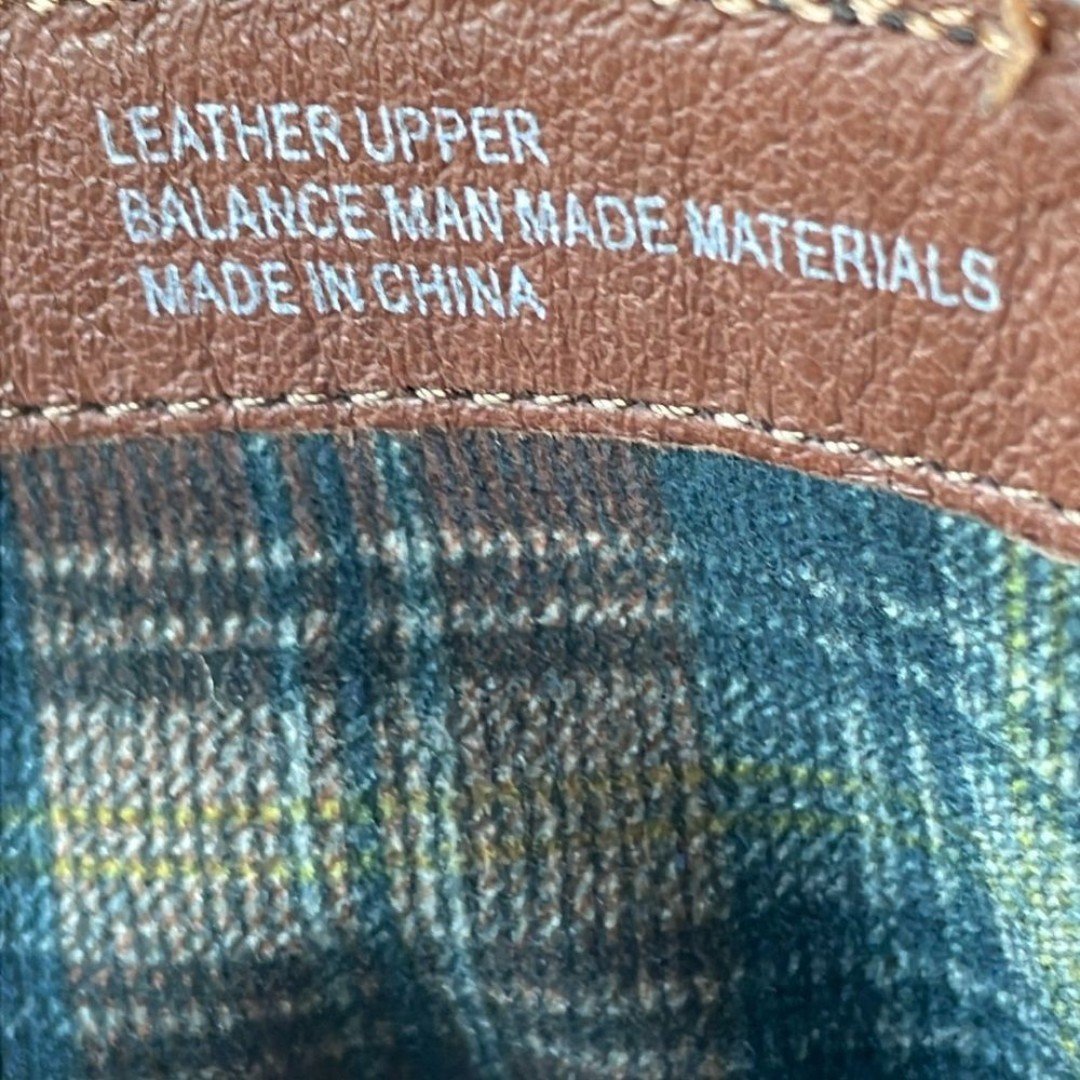 LEATHER UPPER
BALANCE MAN MADE MATERIALS
MADE IN CHINA